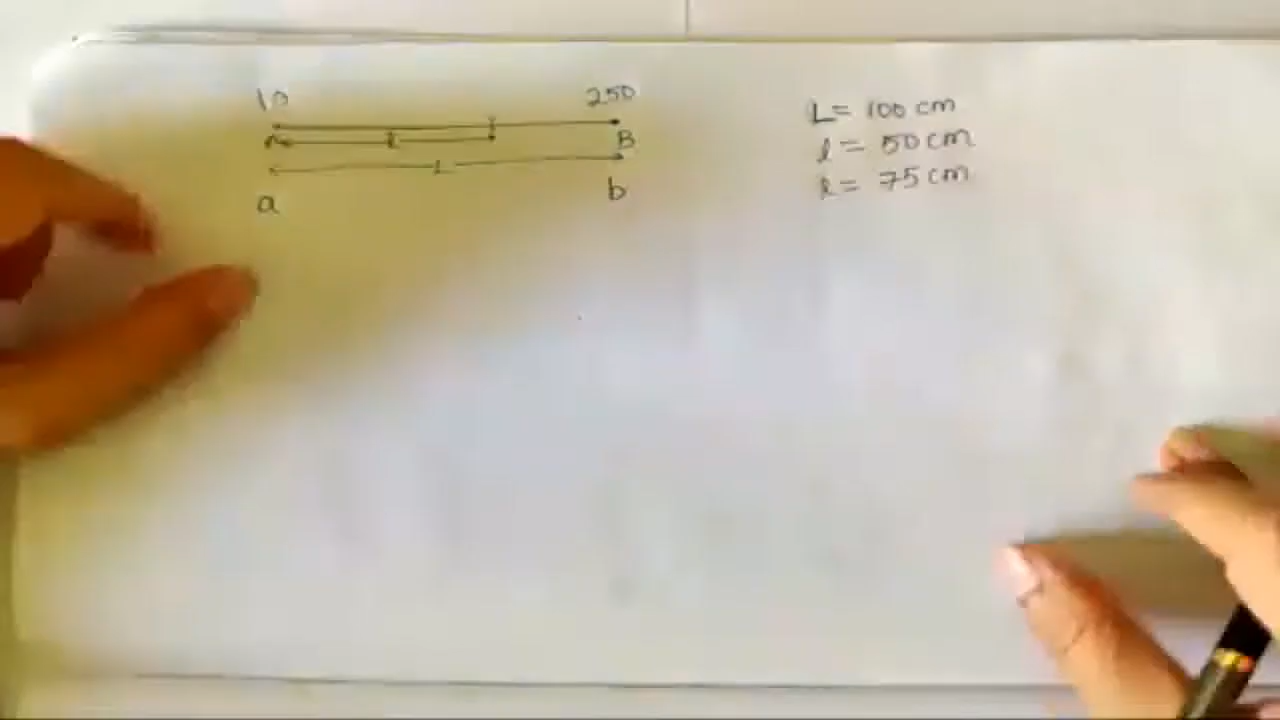 10 250
A l B
L
a b
L = 100 cm
l = 50 cm
l = 75 cm